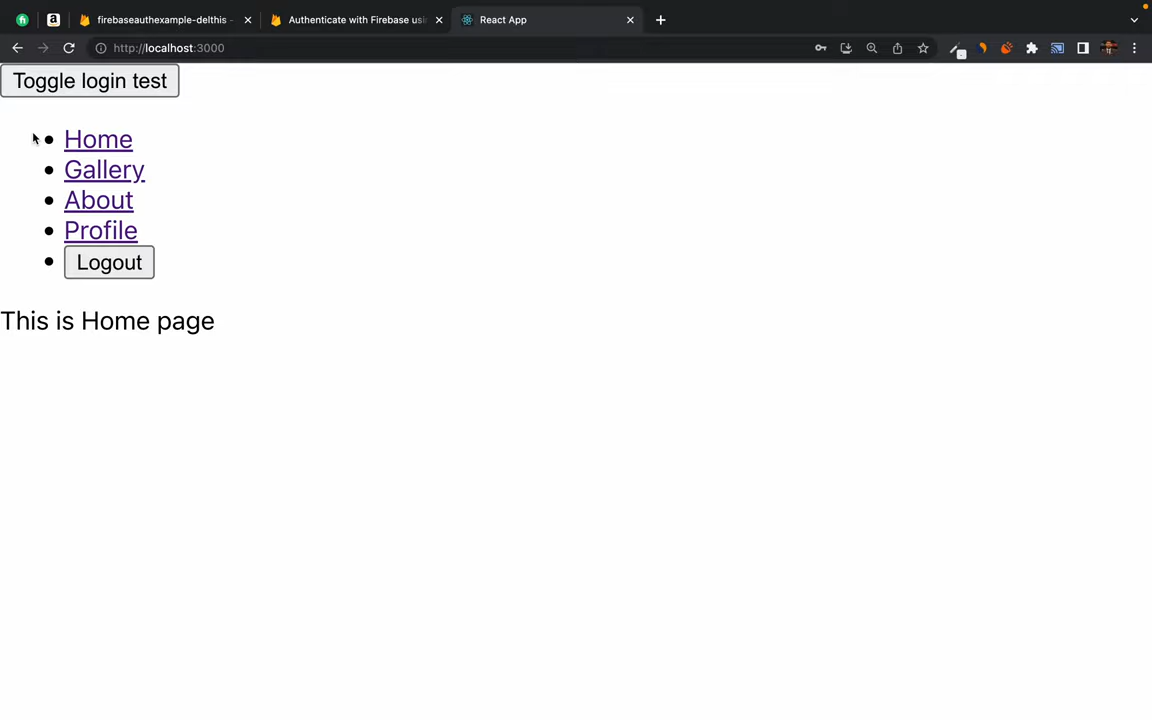 firebaseauthexample-delthis -
Authenticate with Firebase usin
React App
http://localhost:3000
Toggle login test
Home
Gallery
About
Profile
Logout
This is Home page